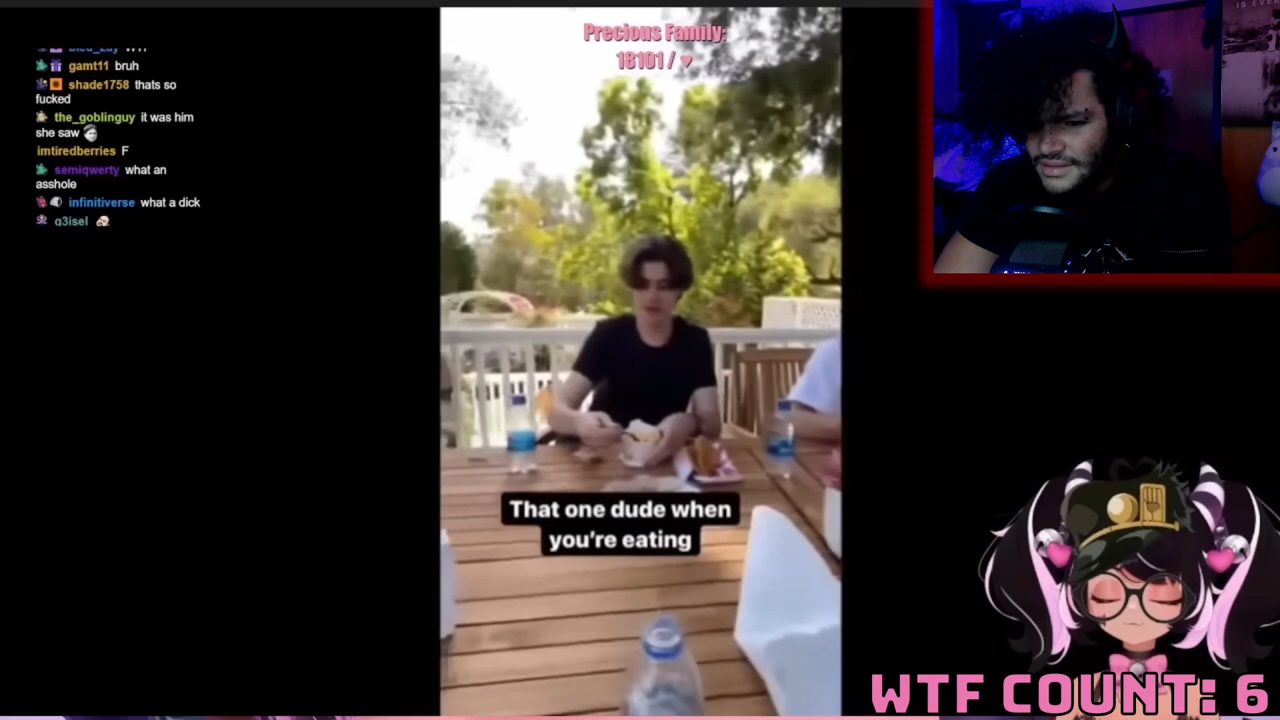 gamt11 bruh
shade1758 thats so
fucked
the_goblinguy it was him
she saw
imtiredberries F
semiqwerty what an
asshole
infinitiverse what a dick
g3isel
Precious Family:
18101 / ♥
That one dude when
you're eating
WTF COUNT: 6